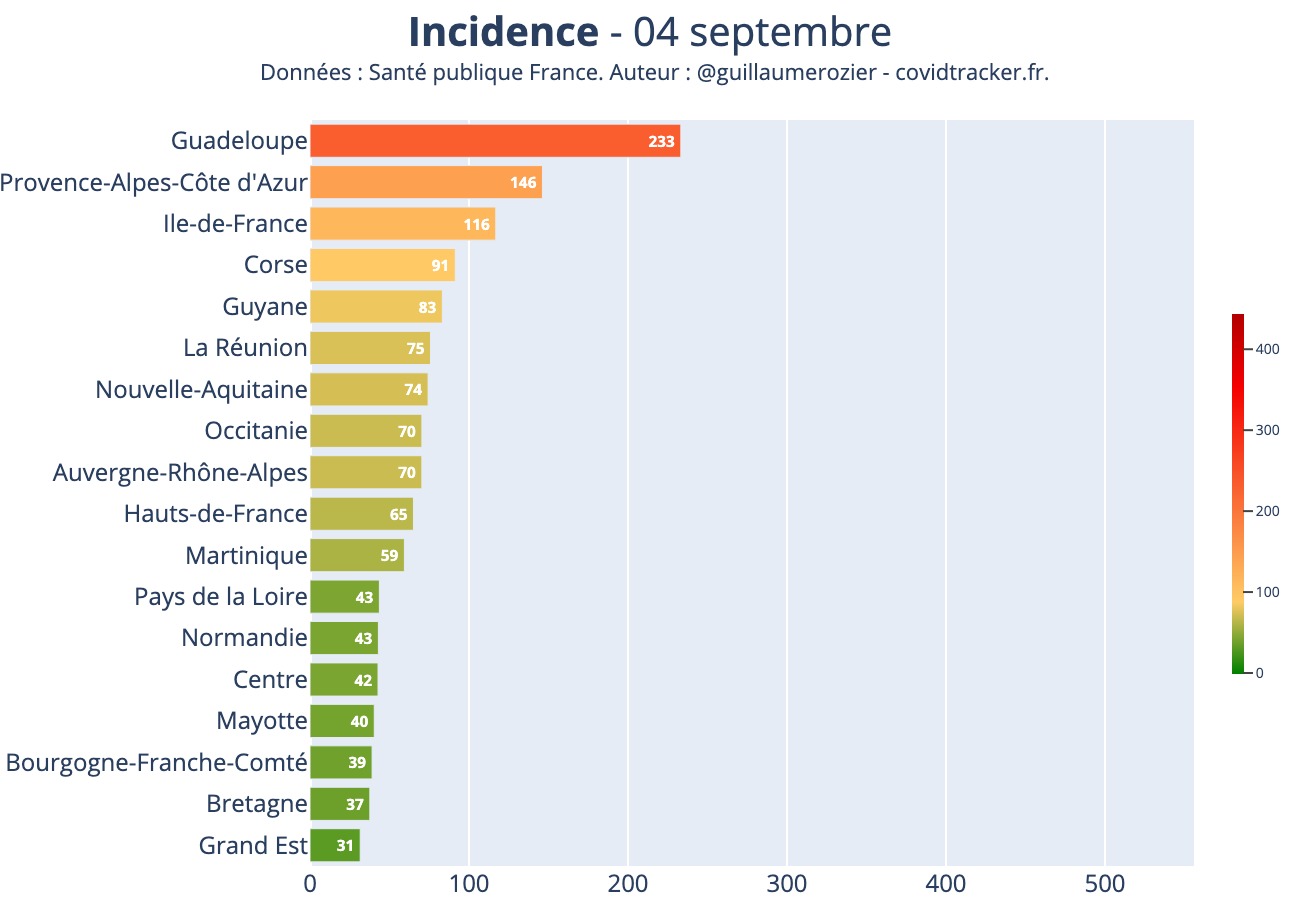 Incidence - 04 septembre
Données : Santé publique France. Auteur : @guillaumerozier - covidtracker.fr.
Guadeloupe 233
Provence-Alpes-Côte d'Azur 146
Ile-de-France 116
Corse 91
Guyane 83
La Réunion 75
Nouvelle-Aquitaine 74
Occitanie 70
Auvergne-Rhône-Alpes 70
Hauts-de-France 65
Martinique 59
Pays de la Loire 43
Normandie 43
Centre 42
Mayotte 40
Bourgogne-Franche-Comté 39
Bretagne 37
Grand Est 31
0 100 200 300 400 500
400
300
200
100
0